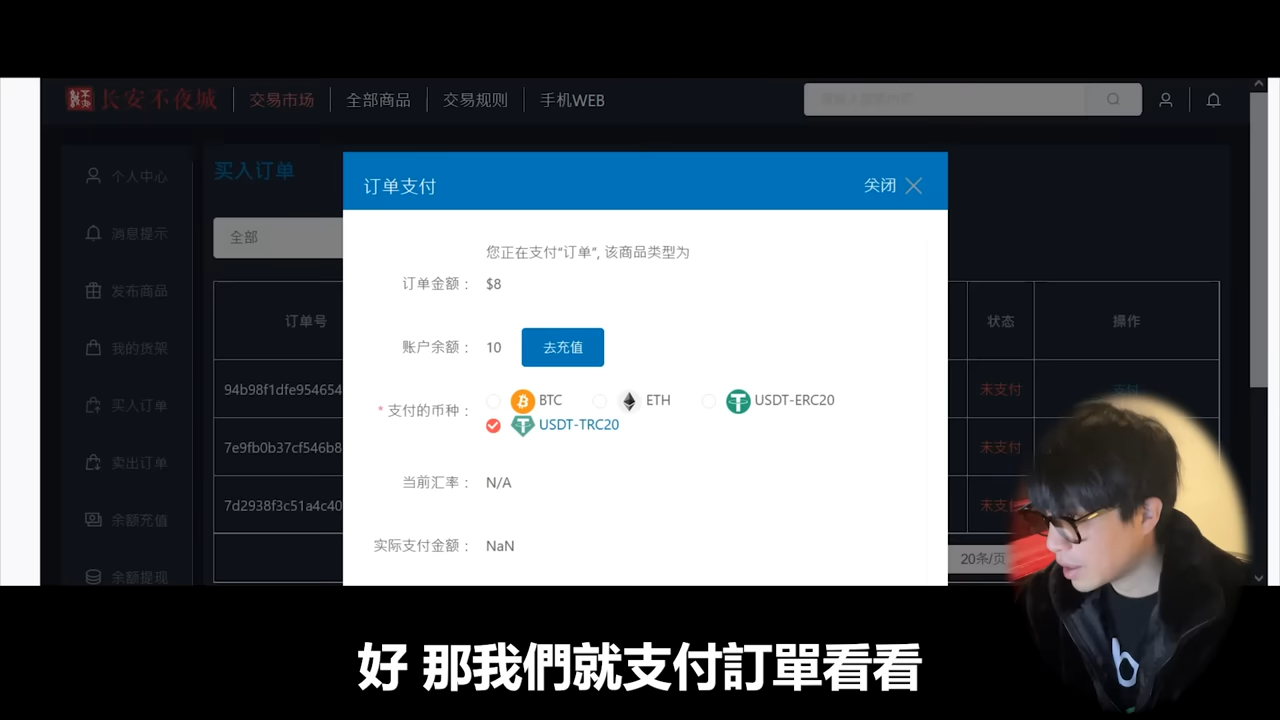 长安不夜城 交易市场 全部商品 交易规则 手机WEB
个人中心
消息提示
发布商品
我的货架
买入订单
卖出订单
余额充值
余额提现
买入订单
全部
订单号 状态 操作
94b98f1dfe954654 未支付 支付
7e9fb0b37cf546b8 未支付
7d2938f3c51a4c40 未支付
20条/页
订单支付 关闭
您正在支付“订单”, 该商品类型为
订单金额： $8
账户余额： 10 去充值
* 支付的币种： BTC ETH USDT-ERC20
USDT-TRC20
当前汇率： N/A
实际支付金额： NaN
好 那我們就支付訂單看看